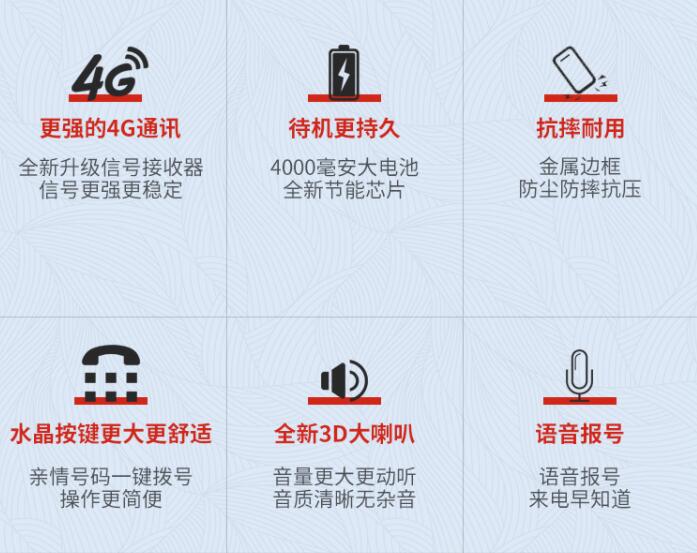 4G
更强的4G通讯
全新升级信号接收器
信号更强更稳定
待机更持久
4000毫安大电池
全新节能芯片
抗摔耐用
金属边框
防尘防摔抗压
水晶按键更大更舒适
亲情号码一键拨号
操作更简便
全新3D大喇叭
音量更大更动听
音质清晰无杂音
语音报号
语音报号
来电早知道